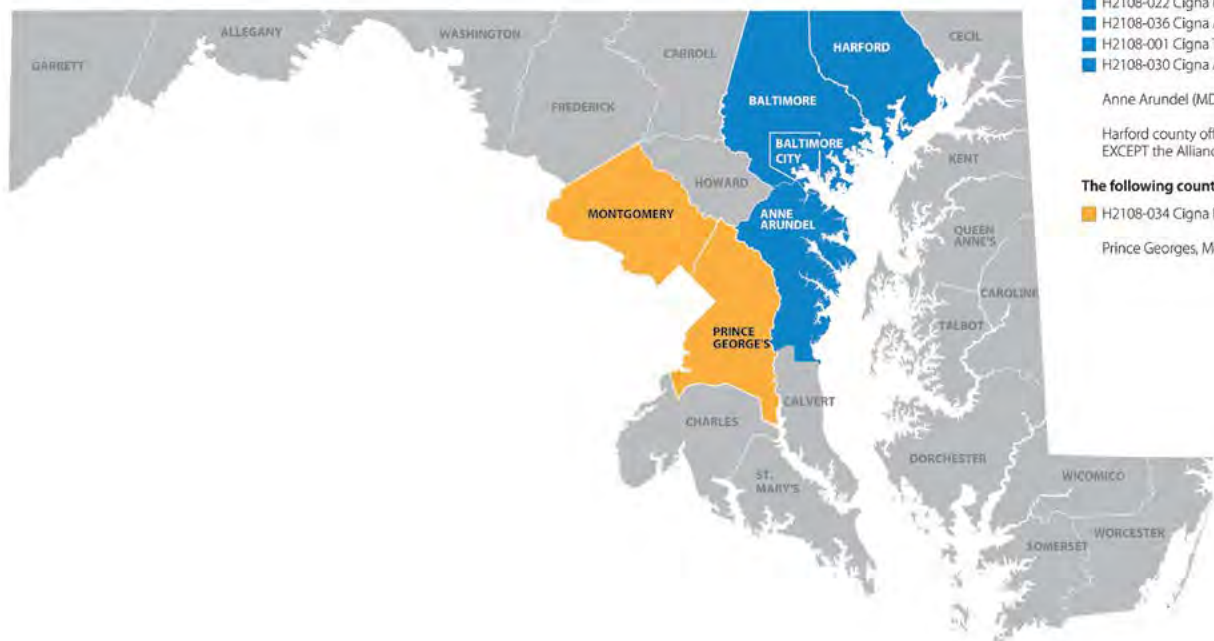 H2108-022 Cigna
H2108-036 Cigna
H2108-001 Cigna
H2108-030 Cigna
Anne Arundel (MD
Harford county
EXCEPT the
The following
H2108-034 Cigna
Prince Georges,
GARRETT
ALLEGANY
WASHINGTON
FREDERICK
CARROLL
BALTIMORE
HARFORD
CECIL
BALTIMORE
CITY
KENT
HOWARD
MONTGOMERY
ANNE
ARUNDEL
QUEEN
ANNE'S
CAROLINE
TALBOT
PRINCE
GEORGE'S
CALVERT
CHARLES
ST.
MARY'S
DORCHESTER
WICOMICO
SOMERSET
WORCESTER